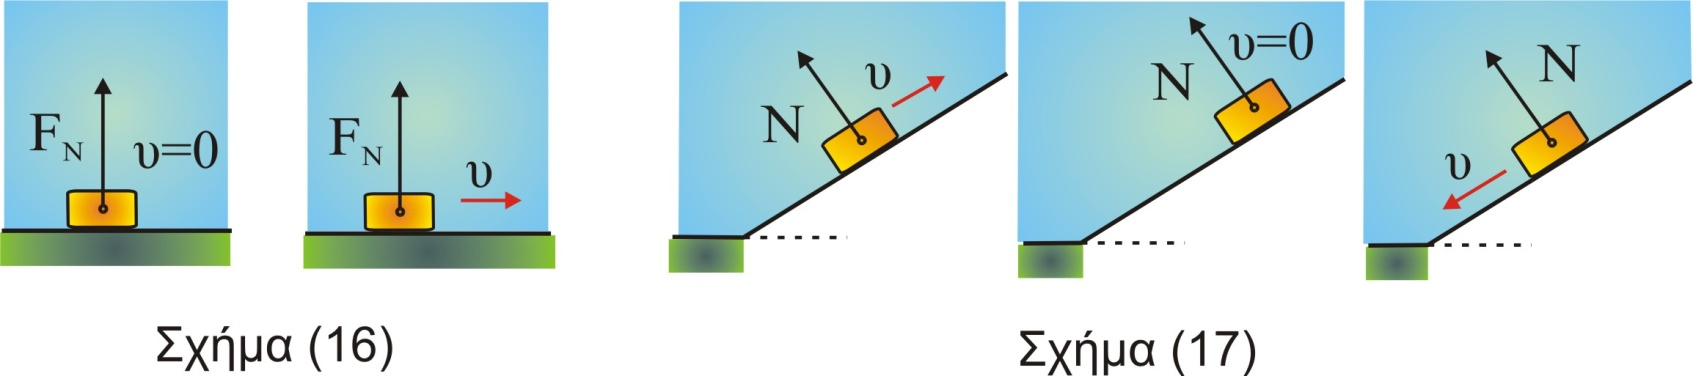 F_N υ=0
F_N υ
N υ
N υ=0
N υ
Σχήμα (16)
Σχήμα (17)